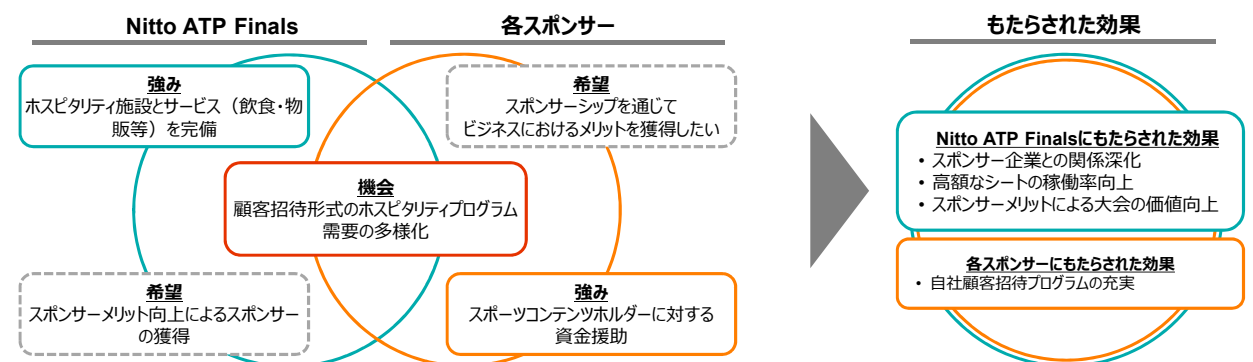 Nitto ATP Finals
各スポンサー
もたらされた効果
強み
ホスピタリティ施設とサービス（飲食・物
販等）を完備
希望
スポンサーシップを通じて
ビジネスにおけるメリットを獲得したい
機会
顧客招待形式のホスピタリティプログラム
需要の多様化
希望
スポンサーメリット向上によるスポンサー
の獲得
強み
スポーツコンテンツホルダーに対する
資金援助
Nitto ATP Finalsにもたらされた効果
• スポンサー企業との関係深化
• 高額なシートの稼働率向上
• スポンサーメリットによる大会の価値向上
各スポンサーにもたらされた効果
• 自社顧客招待プログラムの充実